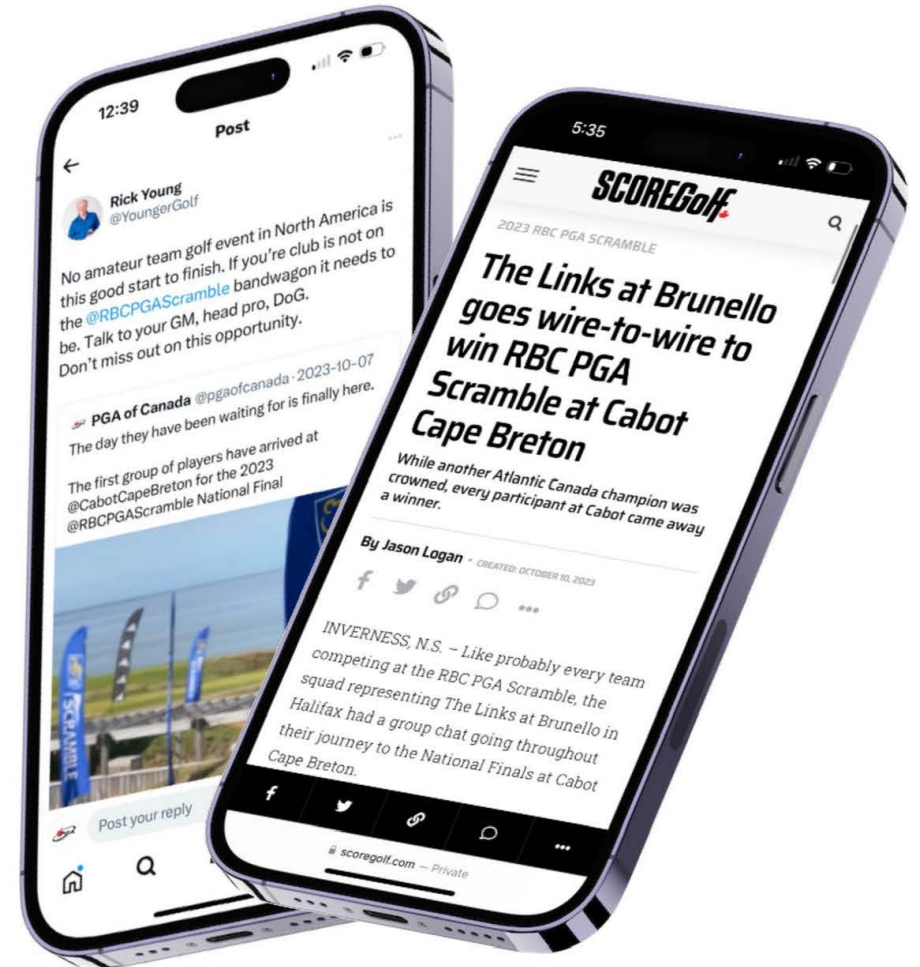 12:39
Post
Rick Young
@YoungerGolf
No amateur team golf event in North America is
this good start to finish. If you're club is not on
the @RBCPGAScramble bandwagon it needs to
be. Talk to your GM, head pro, DoG.
Don't miss out on this opportunity.
PGA of Canada @pgaofcanada · 2023-10-07
The day they have been waiting for is finally here.
The first group of players have arrived at
@CabotCapeBreton for the 2023
@RBCPGAScramble National Final
SCRAMBLE
Post your reply
5:35
SCOREGolf
2023 RBC PGA SCRAMBLE
The Links at Brunello
goes wire-to-wire to
win RBC PGA
Scramble at Cabot
Cape Breton
While another Atlantic Canada champion was
crowned, every participant at Cabot came away
a winner.
By Jason Logan • CREATED: OCTOBER 10, 2023
INVERNESS, N.S. – Like probably every team
competing at the RBC PGA Scramble, the
squad representing The Links at Brunello in
Halifax had a group chat going throughout
their journey to the National Finals at Cabot
Cape Breton.
scoregolf.com — Private